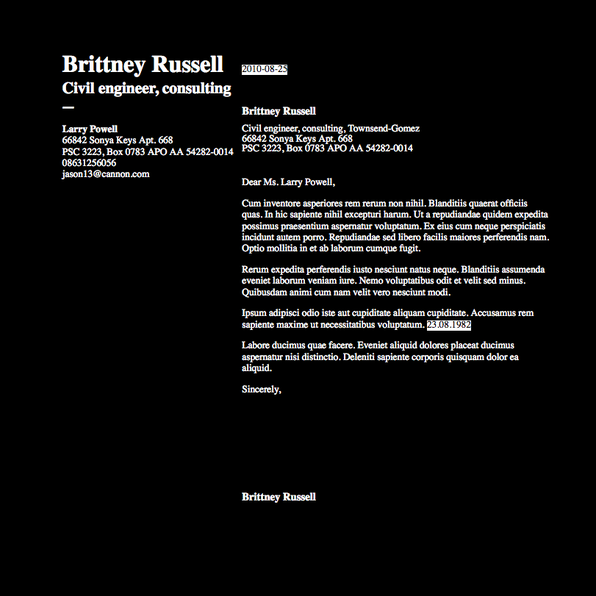 Brittney Russell
Civil engineer, consulting
—
Larry Powell
66842 Sonya Keys Apt. 668
PSC 3223, Box 0783 APO AA 54282-0014
08631256056
jason13@cannon.com
2010-08-25
Brittney Russell
Civil engineer, consulting, Townsend-Gomez
66842 Sonya Keys Apt. 668
PSC 3223, Box 0783 APO AA 54282-0014
Dear Ms. Larry Powell,
Cum inventore asperiores rem rerum non nihil. Blanditiis quaerat officiis
quas. In hic sapiente nihil excepturi harum. Ut a repudiandae quidem expedita
possimus praesentium aspernatur voluptatum. Ex eius cum neque perspiciatis
incidunt autem porro. Repudiandae sed libero facilis maiores perferendis nam.
Optio mollitia in et ab laborum cumque fugit.
Rerum expedita perferendis iusto nesciunt natus neque. Blanditiis assumenda
eveniet laborum veniam iure. Nemo voluptatibus odit et velit sed minus.
Quibusdam animi cum nam velit vero nesciunt modi.
Ipsum adipisci odio iste aut cupiditate aliquam cupiditate. Accusamus rem
sapiente maxime ut necessitatibus voluptatum. 23.08.1982
Labore ducimus quae facere. Eveniet aliquid dolores placeat ducimus
aspernatur nisi distinctio. Deleniti sapiente corporis quisquam dolor ea
aliquid.
Sincerely,
Brittney Russell